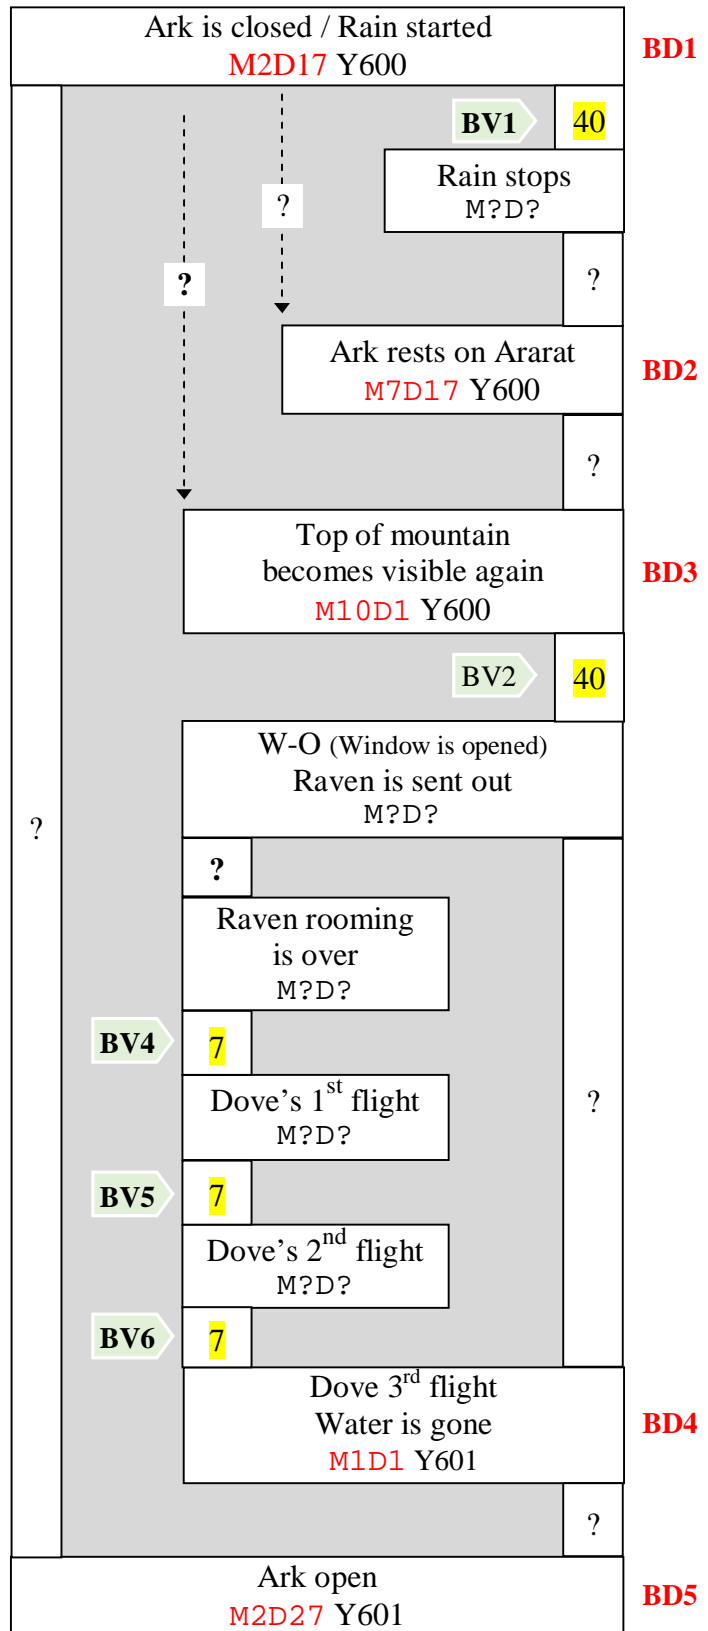 Ark is closed / Rain started
M2D17 Y600
BD1
BV1
40
Rain stops
M?D?
?
?
?
Ark rests on Ararat
M7D17 Y600
BD2
?
Top of mountain
becomes visible again
M10D1 Y600
BD3
BV2
40
W-O (Window is opened)
Raven is sent out
M?D?
?
?
Raven rooming
is over
M?D?
BV4
7
Dove's 1st flight
M?D?
?
BV5
7
Dove’s 2nd flight
M?D?
BV6
7
Dove 3rd flight
Water is gone
M1D1 Y601
BD4
?
Ark open
M2D27 Y601
BD5